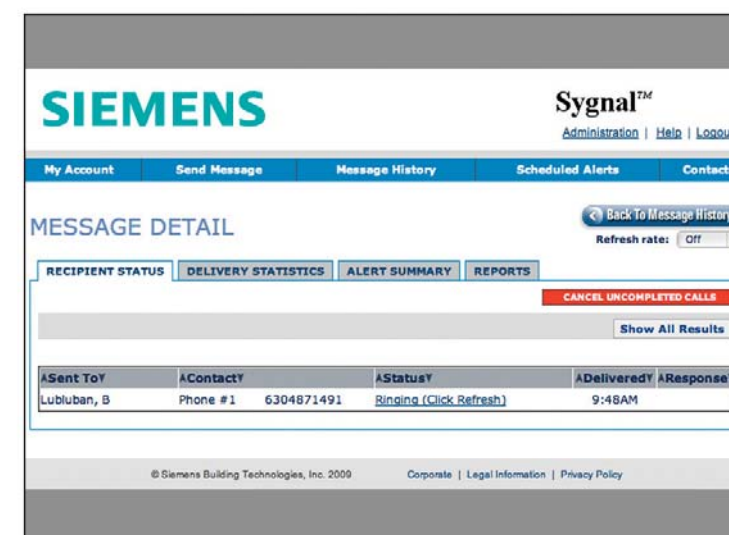 SIEMENS
Sygnal™
Administration | Help | Logou
My Account Send Message Message History Scheduled Alerts Contact
MESSAGE DETAIL
Back To Message History
Refresh rate: Off
RECIPIENT STATUS DELIVERY STATISTICS ALERT SUMMARY REPORTS
CANCEL UNCOMPLETED CALLS
Show All Results
Sent To Contact Status Delivered Response
Lubluban, B Phone #1 6304871491 Ringing (Click Refresh) 9:48AM
© Siemens Building Technologies, Inc. 2009 Corporate | Legal Information | Privacy Policy